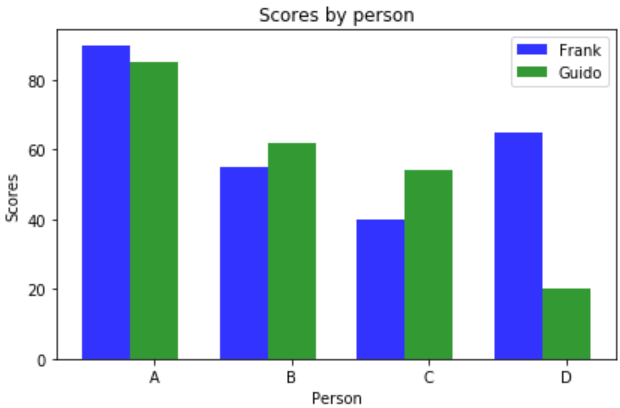 Scores by person
Frank
Guido
80
60
40
20
0
Scores
A B C D
Person